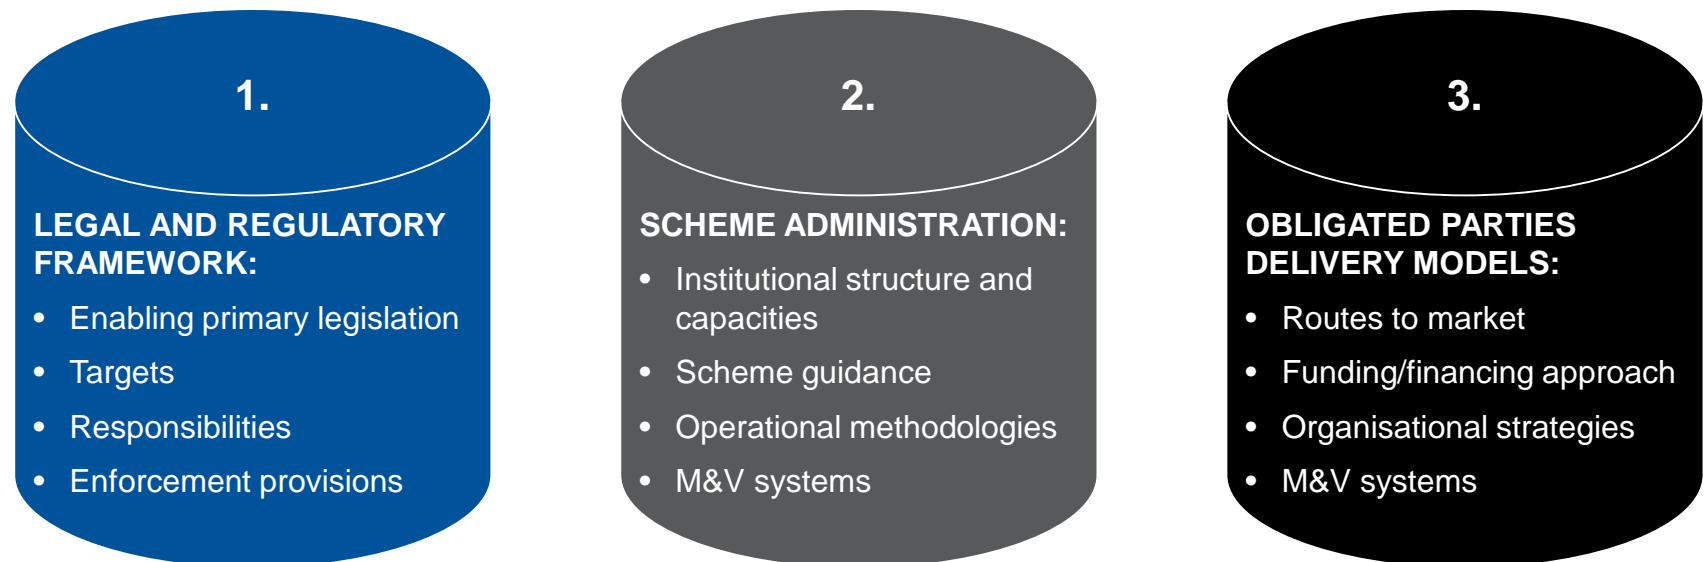 1.
LEGAL AND REGULATORY
FRAMEWORK:
• Enabling primary legislation
• Targets
• Responsibilities
• Enforcement provisions
2.
SCHEME ADMINISTRATION:
• Institutional structure and
capacities
• Scheme guidance
• Operational methodologies
• M&V systems
3.
OBLIGATED PARTIES
DELIVERY MODELS:
• Routes to market
• Funding/financing approach
• Organisational strategies
• M&V systems